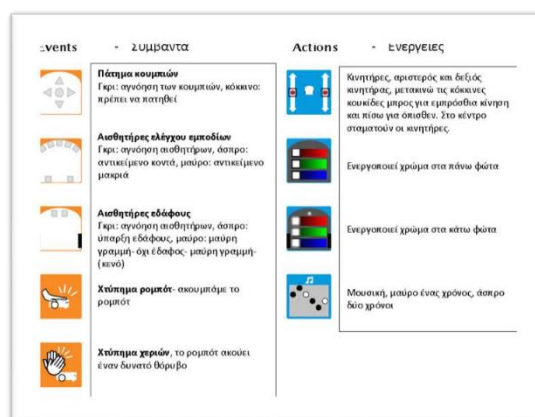 Events - Συμβαντα
Πάτημα κουμπιών
Γκρι: αγνόηση των κουμπιών, κόκκινο:
πρέπει να πατηθεί
Αισθητήρες ελέγχου εμποδίων
Γκρι: αγνόηση αισθητήρων, άσπρο:
αντικείμενο κοντά, μαύρο: αντικείμενο
μακριά
Αισθητήρες εδάφους
Γκρι: αγνόηση αισθητήρων, άσπρο:
ύπαρξη εδάφους, μαύρο: μαύρη
γραμμή- όχι έδαφος- μαύρη γραμμή-
(κενό)
Χτύπημα ρομπότ- ακουμπάμε το
ρομπότ
Χτύπημα χεριών, το ρομπότ ακούει
έναν δυνατό θόρυβο
Actions - Ενεργειες
Κινητήρες, αριστερός και δεξιός
κινητήρας, μετακινώ τις κόκκινες
κουκίδες μπρος για εμπρόσθια κίνηση
και πίσω για όπισθεν. Στο κέντρο
σταματούν οι κινητήρες.
Ενεργοποιεί χρώμα στα πάνω φώτα
Ενεργοποιεί χρώμα στα κάτω φώτα
Μουσική, μαύρο ένας χρόνος, άσπρο
δύο χρόνοι